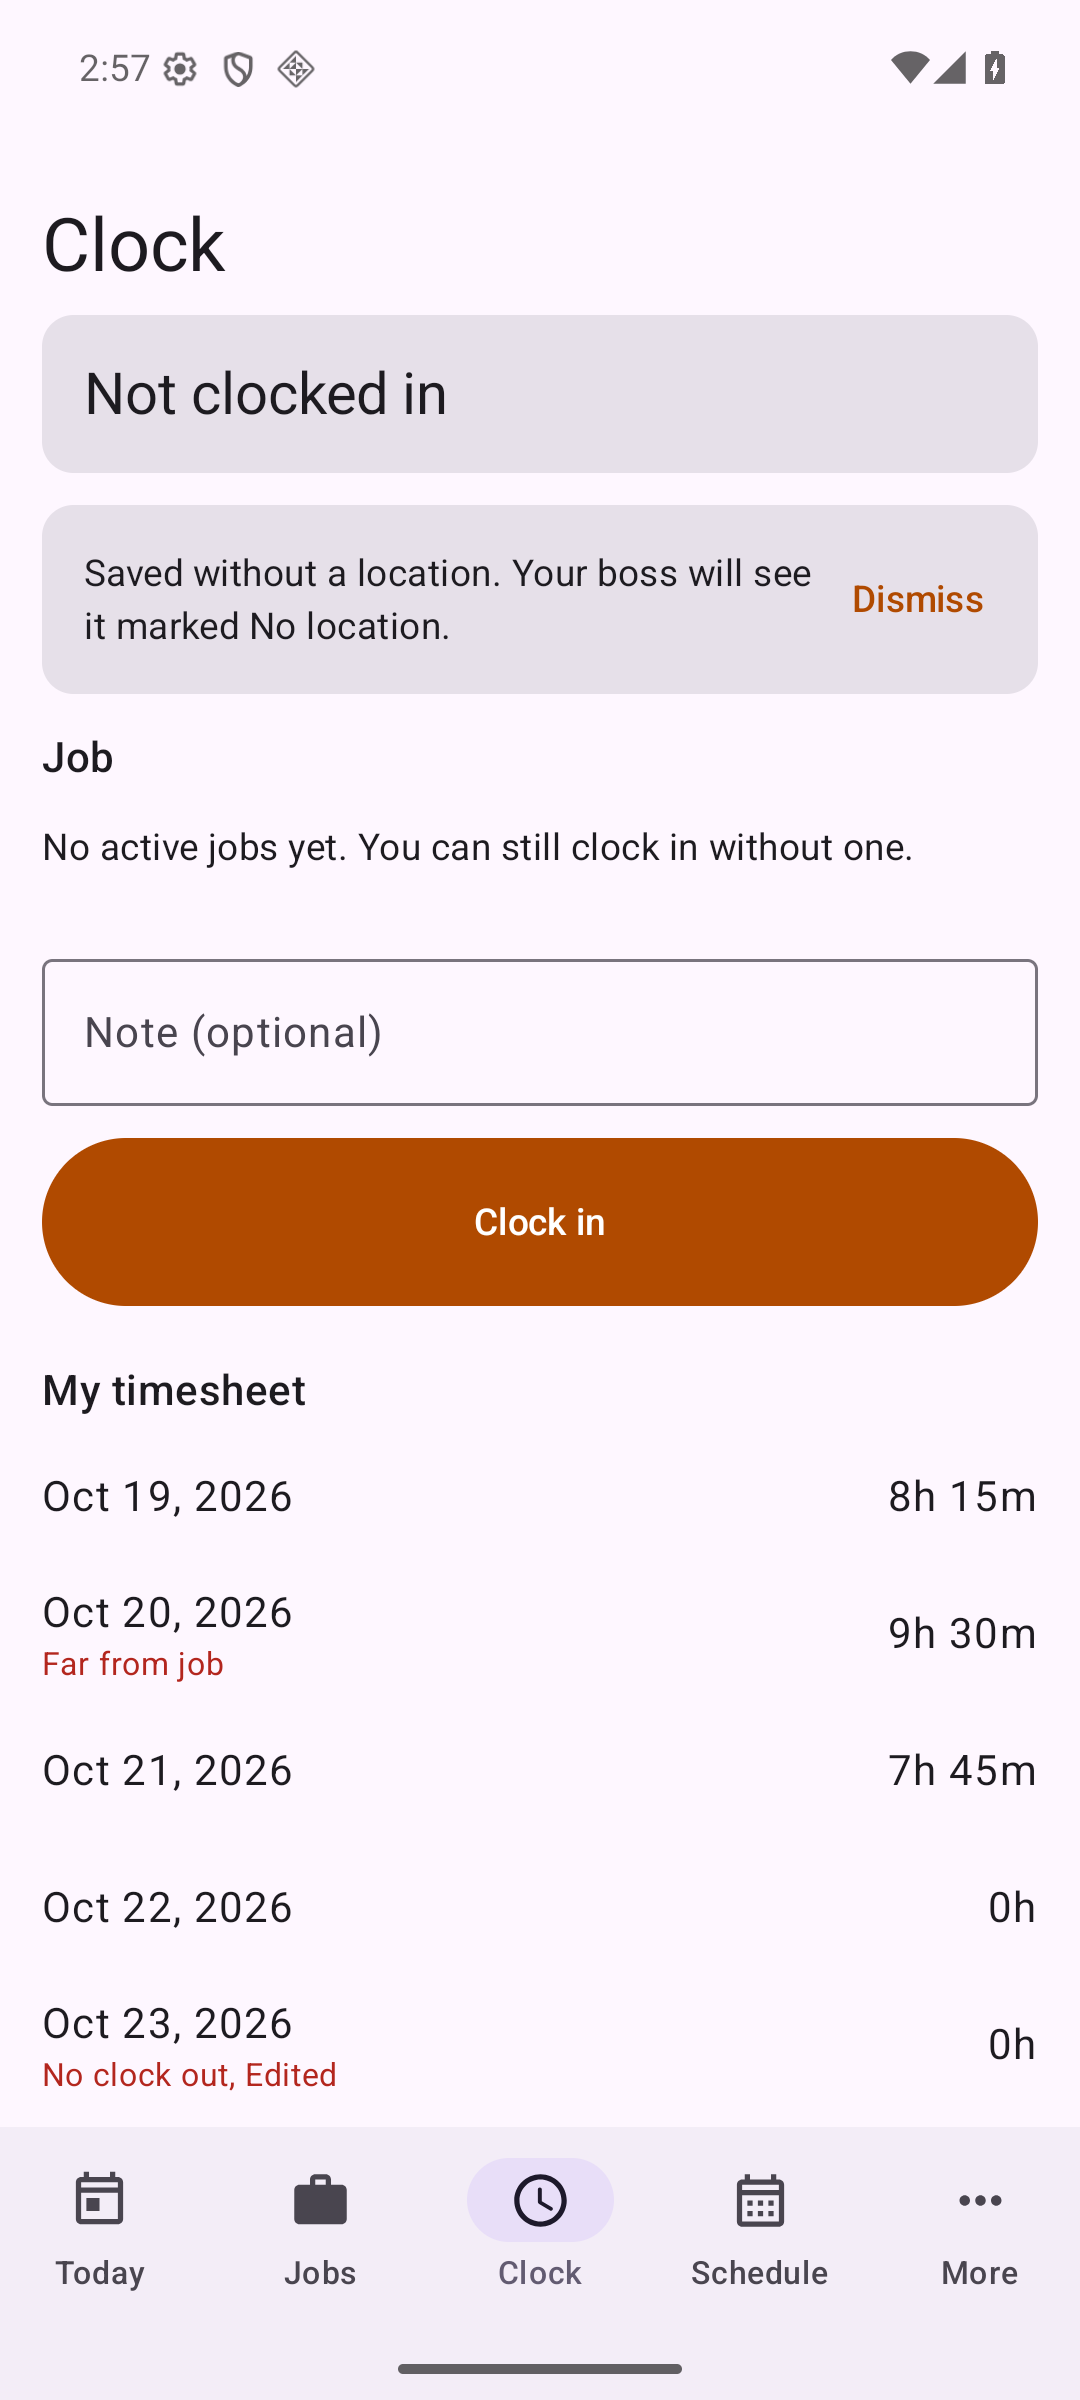 2:57
Clock
Not clocked in
Saved without a location. Your boss will see
it marked No location.
Dismiss
Job
No active jobs yet. You can still clock in without one.
Note (optional)
Clock in
My timesheet
Oct 19, 2026
8h 15m
Oct 20, 2026
Far from job
9h 30m
Oct 21, 2026
7h 45m
Oct 22, 2026
0h
Oct 23, 2026
No clock out, Edited
0h
Today
Jobs
Clock
Schedule
More